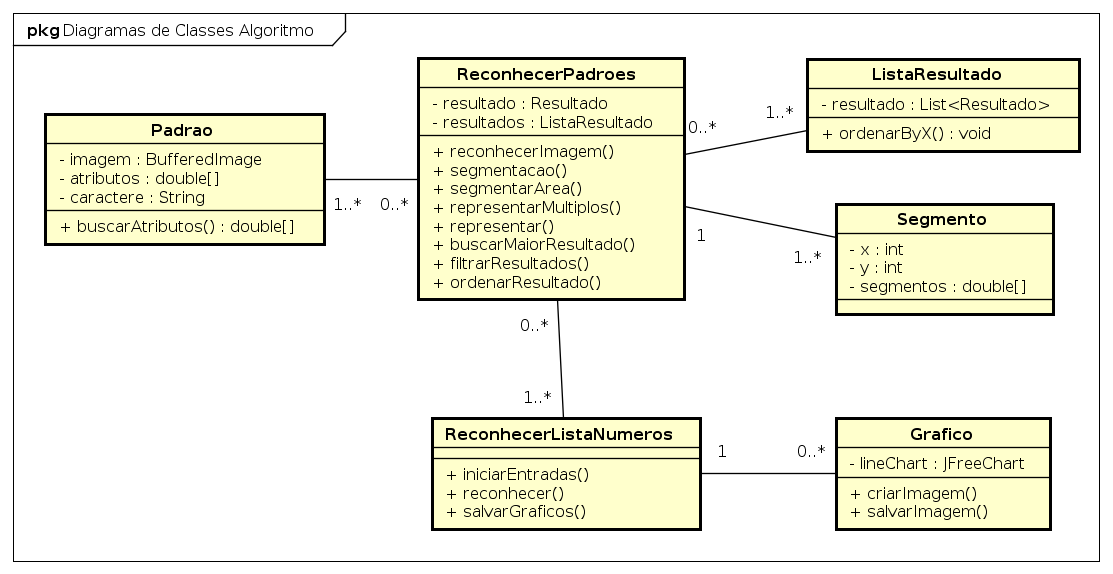 pkg Diagramas de Classes Algoritmo
Padrao
- imagem : BufferedImage
- atributos : double[]
- caractere : String
+ buscarAtributos() : double[]
1..*
0..*
ReconhecerPadroes
- resultado : Resultado
- resultados : ListaResultado
+ reconhecerImagem()
+ segmentacao()
+ segmentarArea()
+ representarMultiplos()
+ representar()
+ buscarMaiorResultado()
+ filtrarResultados()
+ ordenarResultado()
0..*
1..*
ListaResultado
- resultado : List<Resultado>
+ ordenarByX() : void
1
1..*
Segmento
- x : int
- y : int
- segmentos : double[]
0..*
1..*
ReconhecerListaNumeros
+ iniciarEntradas()
+ reconhecer()
+ salvarGraficos()
1
0..*
Grafico
- lineChart : JFreeChart
+ criarImagem()
+ salvarImagem()